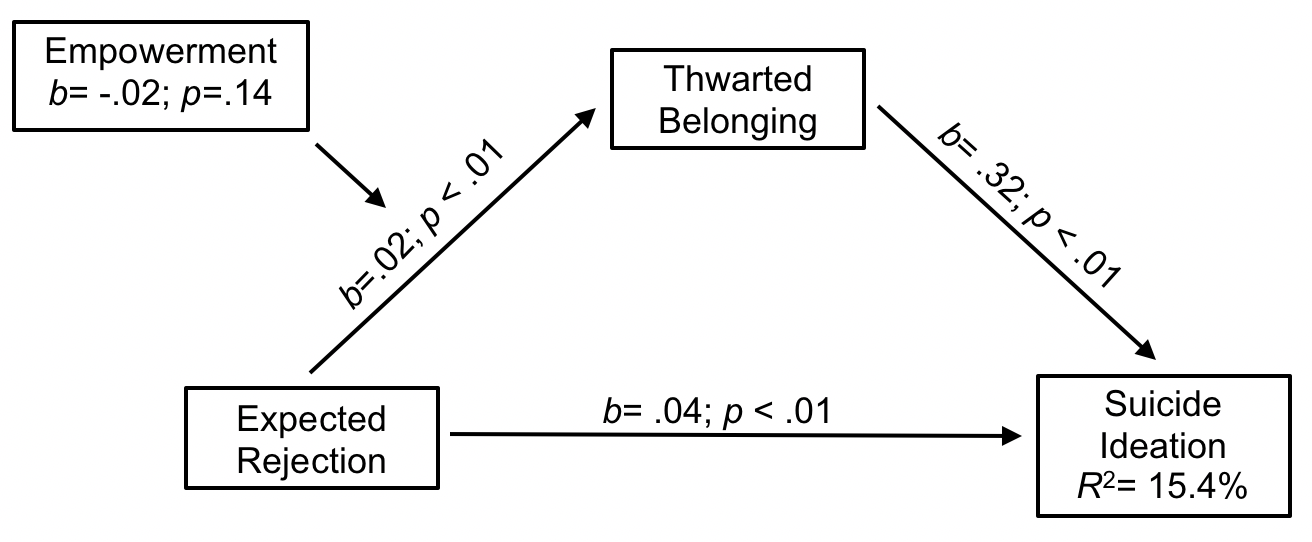 Empowerment
b= -.02; p=.14
Thwarted
Belonging
b=.02; p < .01
b= .32; p < .01
Expected
Rejection
b= .04; p < .01
Suicide
Ideation
R²= 15.4%